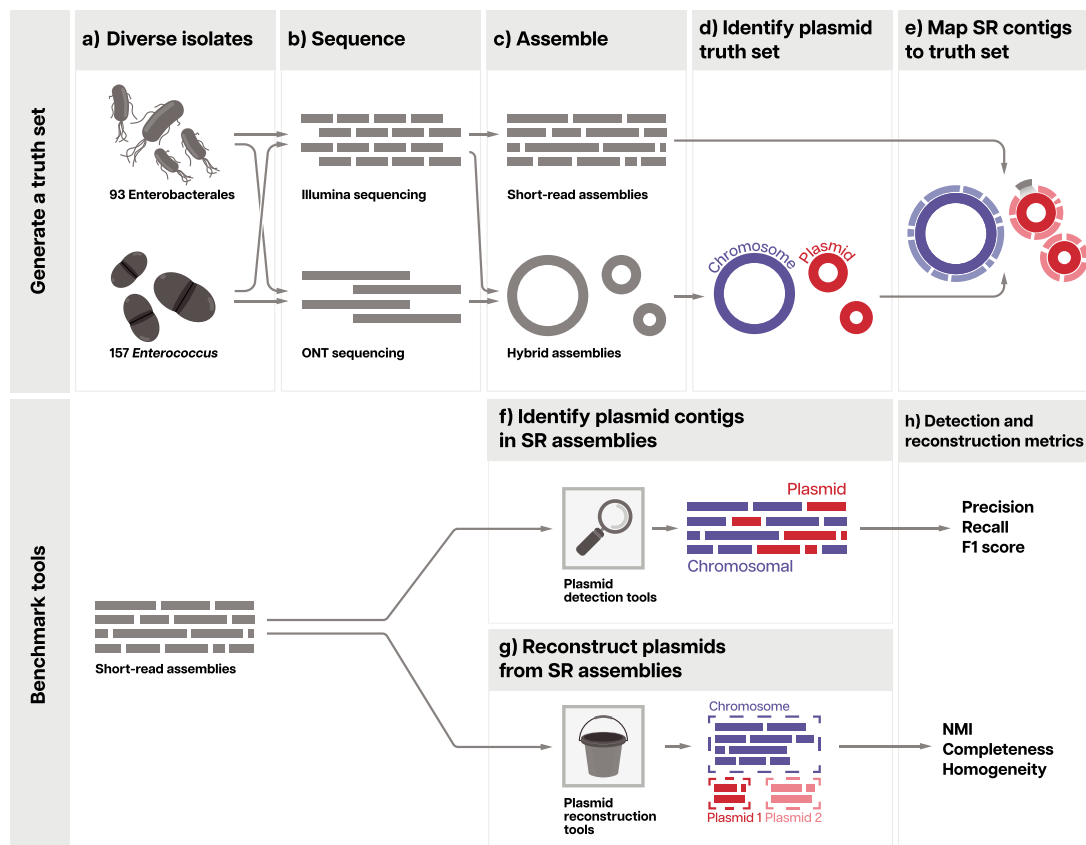 Generate a truth set
a) Diverse isolates
93 Enterobacterales
157 Enterococcus
b) Sequence
Illumina sequencing
ONT sequencing
c) Assemble
Short-read assemblies
Hybrid assemblies
d) Identify plasmid
truth set
Chromosome
Plasmid
e) Map SR contigs
to truth set
Benchmark tools
Short-read assemblies
f) Identify plasmid contigs
in SR assemblies
Plasmid
detection tools
Plasmid
Chromosomal
g) Reconstruct plasmids
from SR assemblies
Plasmid
reconstruction
tools
Chromosome
Plasmid 1
Plasmid 2
h) Detection and
reconstruction metrics
Precision
Recall
F1 score
NMI
Completeness
Homogeneity